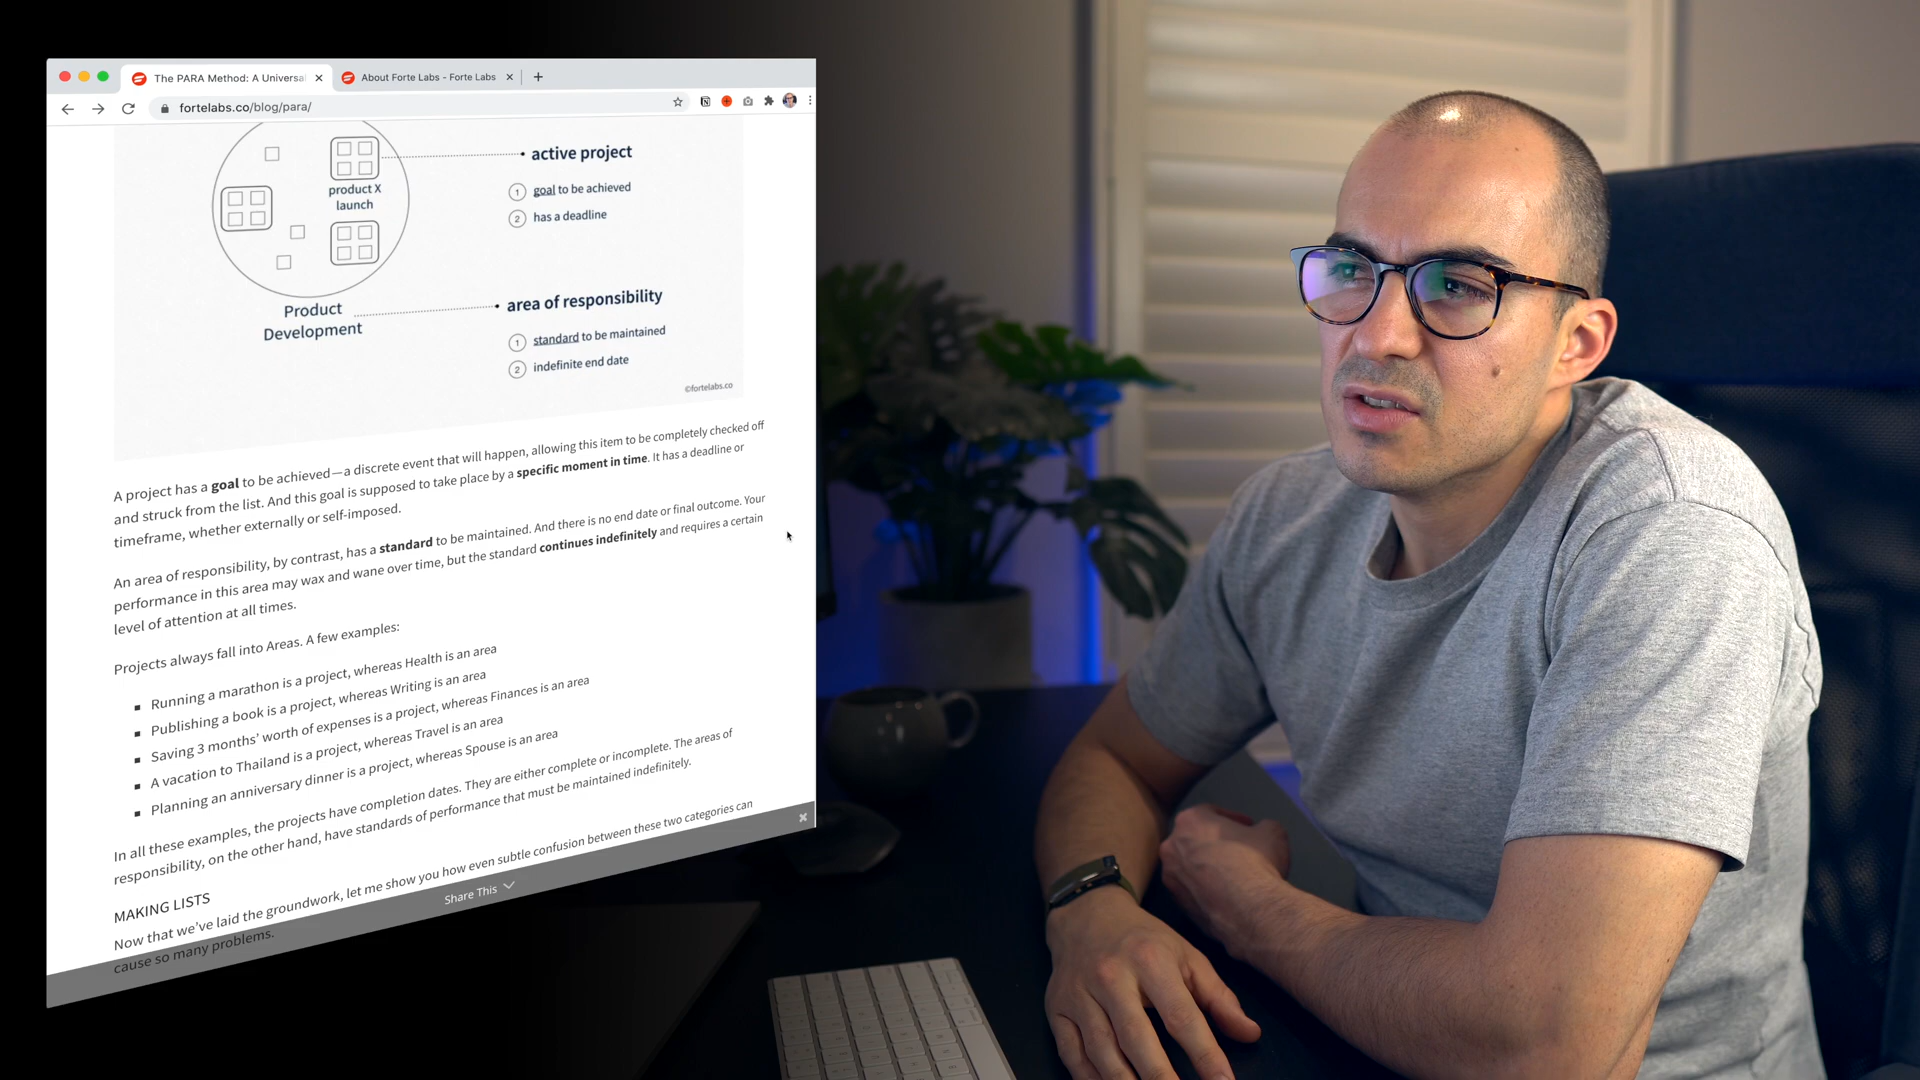 The PARA Method: A Universa
About Forte Labs - Forte Labs
fortelabs.co/blog/para/
active project
1 goal to be achieved
2 has a deadline
product X
launch
Product
Development
area of responsibility
1 standard to be maintained
2 indefinite end date
©fortelabs.co
A project has a goal to be achieved—a discrete event that will happen, allowing this item to be completely checked off
and struck from the list. And this goal is supposed to take place by a specific moment in time. It has a deadline or
timeframe, whether externally or self-imposed.
An area of responsibility, by contrast, has a standard to be maintained. And there is no end date or final outcome. Your
performance in this area may wax and wane over time, but the standard continues indefinitely and requires a certain
level of attention at all times.
Projects always fall into Areas. A few examples:
Running a marathon is a project, whereas Health is an area
Publishing a book is a project, whereas Writing is an area
Saving 3 months’ worth of expenses is a project, whereas Finances is an area
A vacation to Thailand is a project, whereas Travel is an area
Planning an anniversary dinner is a project, whereas Spouse is an area
In all these examples, the projects have completion dates. They are either complete or incomplete. The areas of
responsibility, on the other hand, have standards of performance that must be maintained indefinitely.
MAKING LISTS
Now that we’ve laid the groundwork, let me show you how even subtle confusion between these two categories can
cause so many problems.
Share This